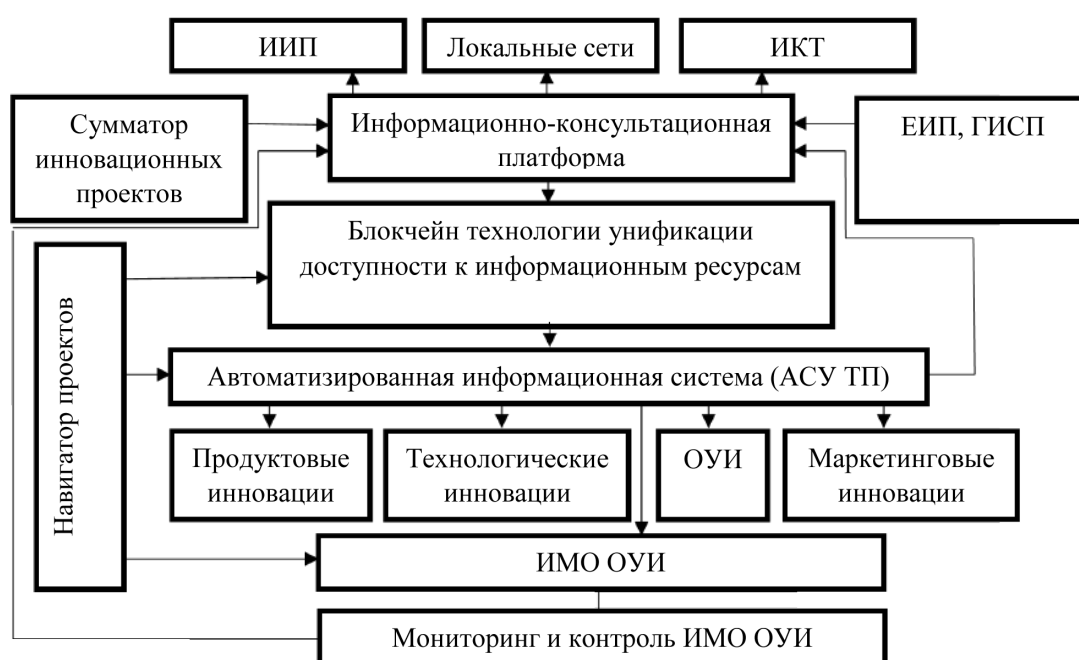 ИИП
Локальные сети
ИКТ
Сумматор
инновационных
проектов
Информационно-консультационная
платформа
ЕИП, ГИСП
Блокчейн технологии унификации
доступности к информационным ресурсам
Навигатор проектов
Автоматизированная информационная система (АСУ ТП)
Продуктовые
инновации
Технологические
инновации
ОУИ
Маркетинговые
инновации
ИМО ОУИ
Мониторинг и контроль ИМО ОУИ